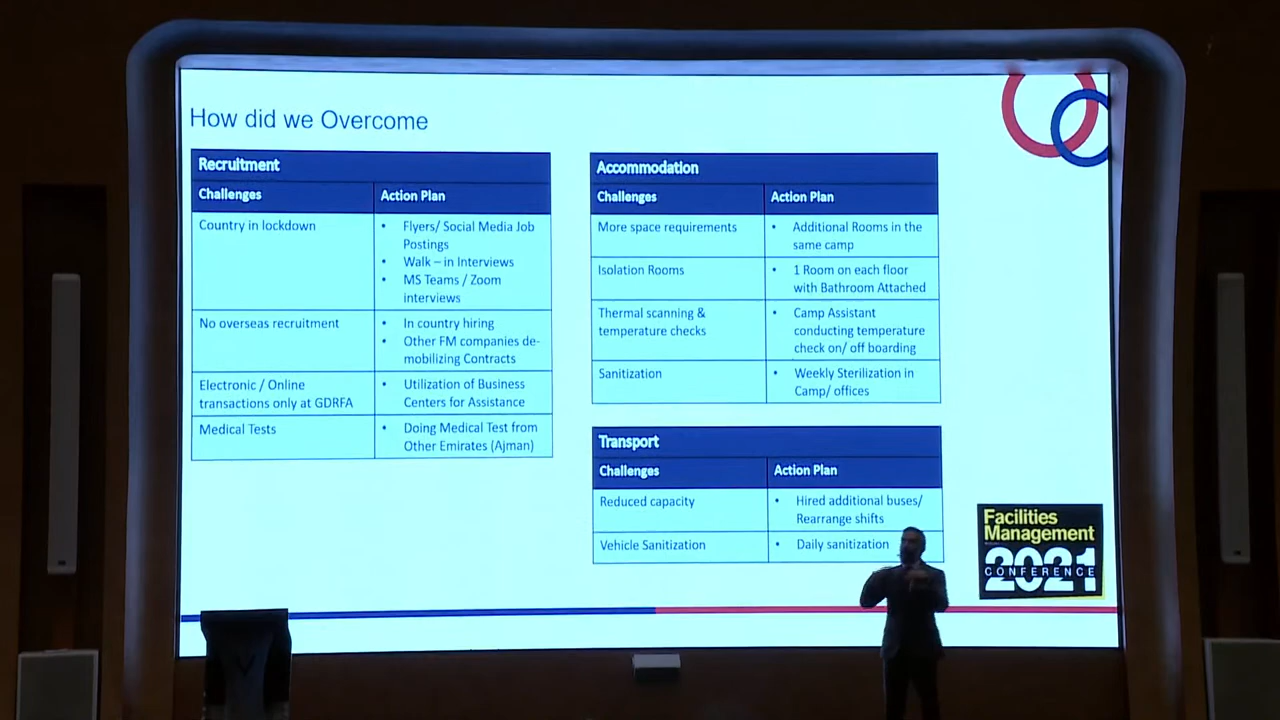 How did we Overcome
Recruitment
Challenges
Action Plan
Country in lockdown
• Flyers/ Social Media Job
Postings
• Walk – in Interviews
• MS Teams / Zoom
interviews
No overseas recruitment
• In country hiring
• Other FM companies de-
mobilizing Contracts
Electronic / Online
transactions only at GDRFA
• Utilization of Business
Centers for Assistance
Medical Tests
• Doing Medical Test from
Other Emirates (Ajman)
Accommodation
Challenges
Action Plan
More space requirements
• Additional Rooms in the
same camp
Isolation Rooms
• 1 Room on each floor
with Bathroom Attached
Thermal scanning &
temperature checks
• Camp Assistant
conducting temperature
check on/ off boarding
Sanitization
• Weekly Sterilization in
Camp/ offices
Transport
Challenges
Action Plan
Reduced capacity
• Hired additional buses/
Rearrange shifts
Vehicle Sanitization
• Daily sanitization
Facilities
Management
2021
CONFERENCE